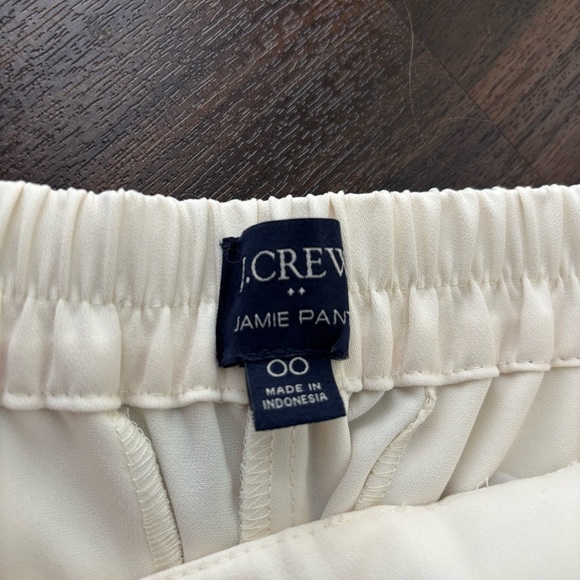 J.CREW
JAMIE PANT
00
MADE IN
INDONESIA